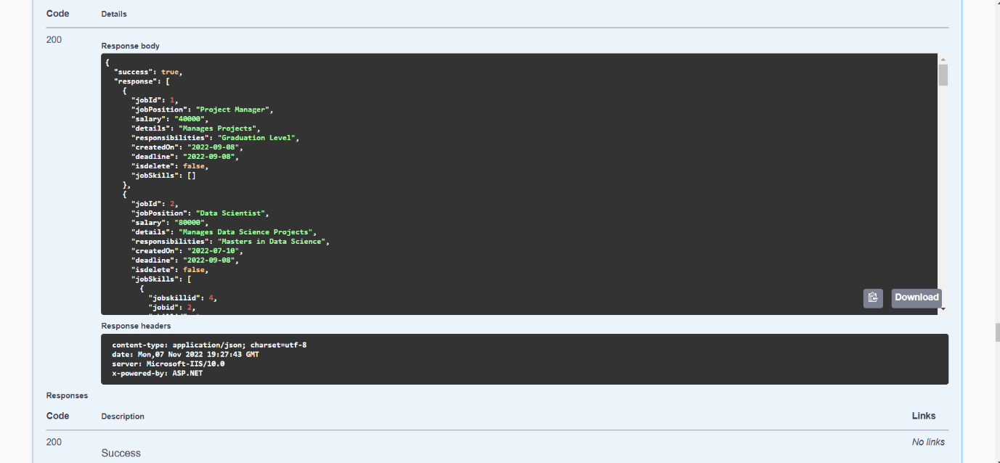 Code Details
200
Response body
{
"success": true,
"response": [
{
"jobId": 1,
"jobPosition": "Project Manager",
"salary": "40000",
"details": "Manages Projects",
"responsibilities": "Graduation Level",
"createdOn": "2022-09-08",
"deadline": "2022-09-08",
"isdelete": false,
"jobSkills": []
},
{
"jobId": 2,
"jobPosition": "Data Scientist",
"salary": "80000",
"details": "Manages Data Science Projects",
"responsibilities": "Masters in Data Science",
"createdOn": "2022-07-10",
"deadline": "2022-09-08",
"isdelete": false,
"jobSkills": [
{
"jobskillid": 4,
"jobid": 2,
Download
Response headers
content-type: application/json; charset=utf-8
date: Mon,07 Nov 2022 19:27:43 GMT
server: Microsoft-IIS/10.0
x-powered-by: ASP.NET
Responses
Code Description Links
200 No links
Success